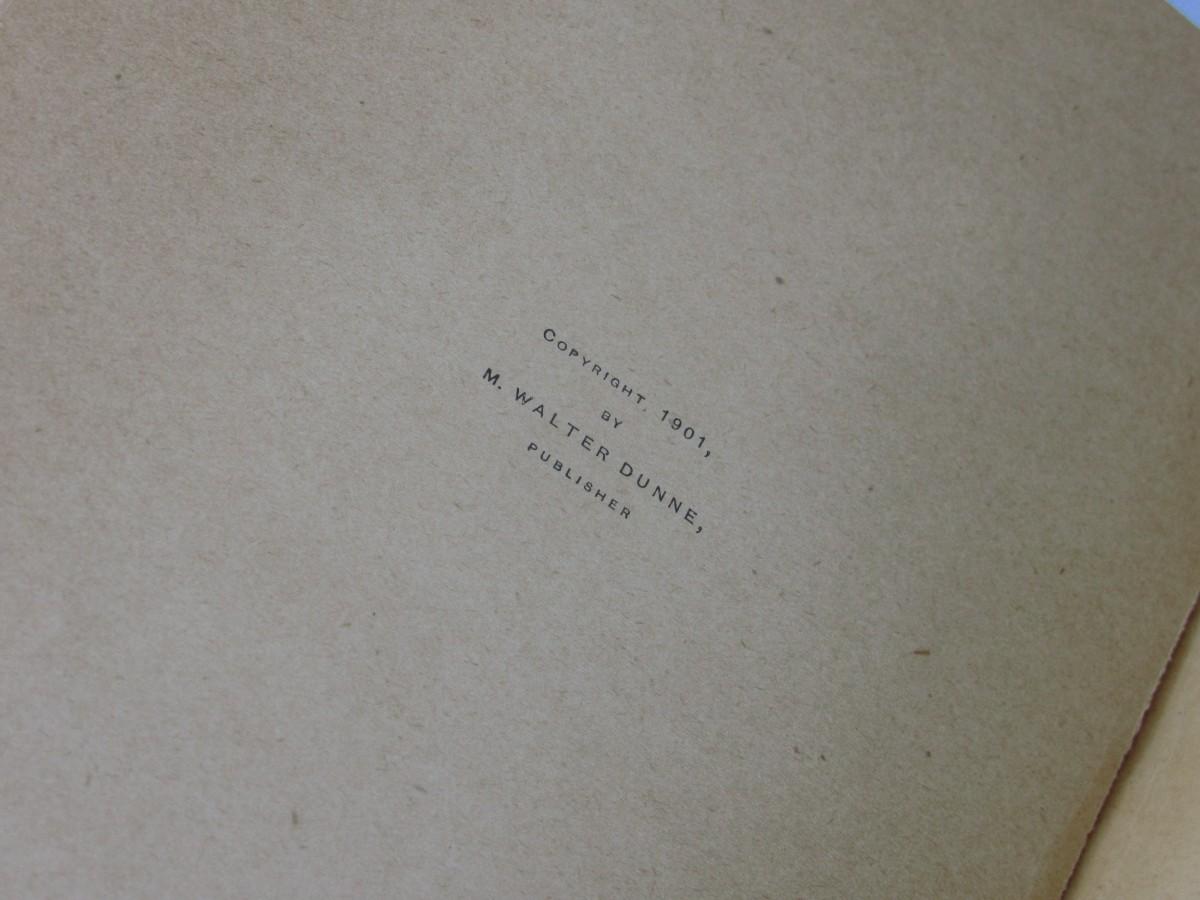 Copyright, 1901,
BY
M. WALTER DUNNE,
PUBLISHER